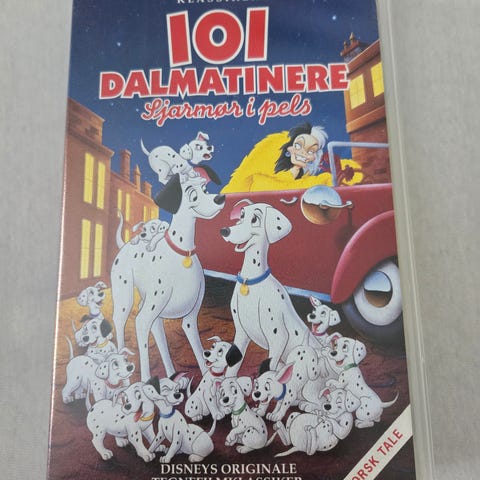 101
DALMATINERE
Sjarmør i pels
NORSK TALE
DISNEYS ORIGINALE
TEGNEFILMKLASSIKER